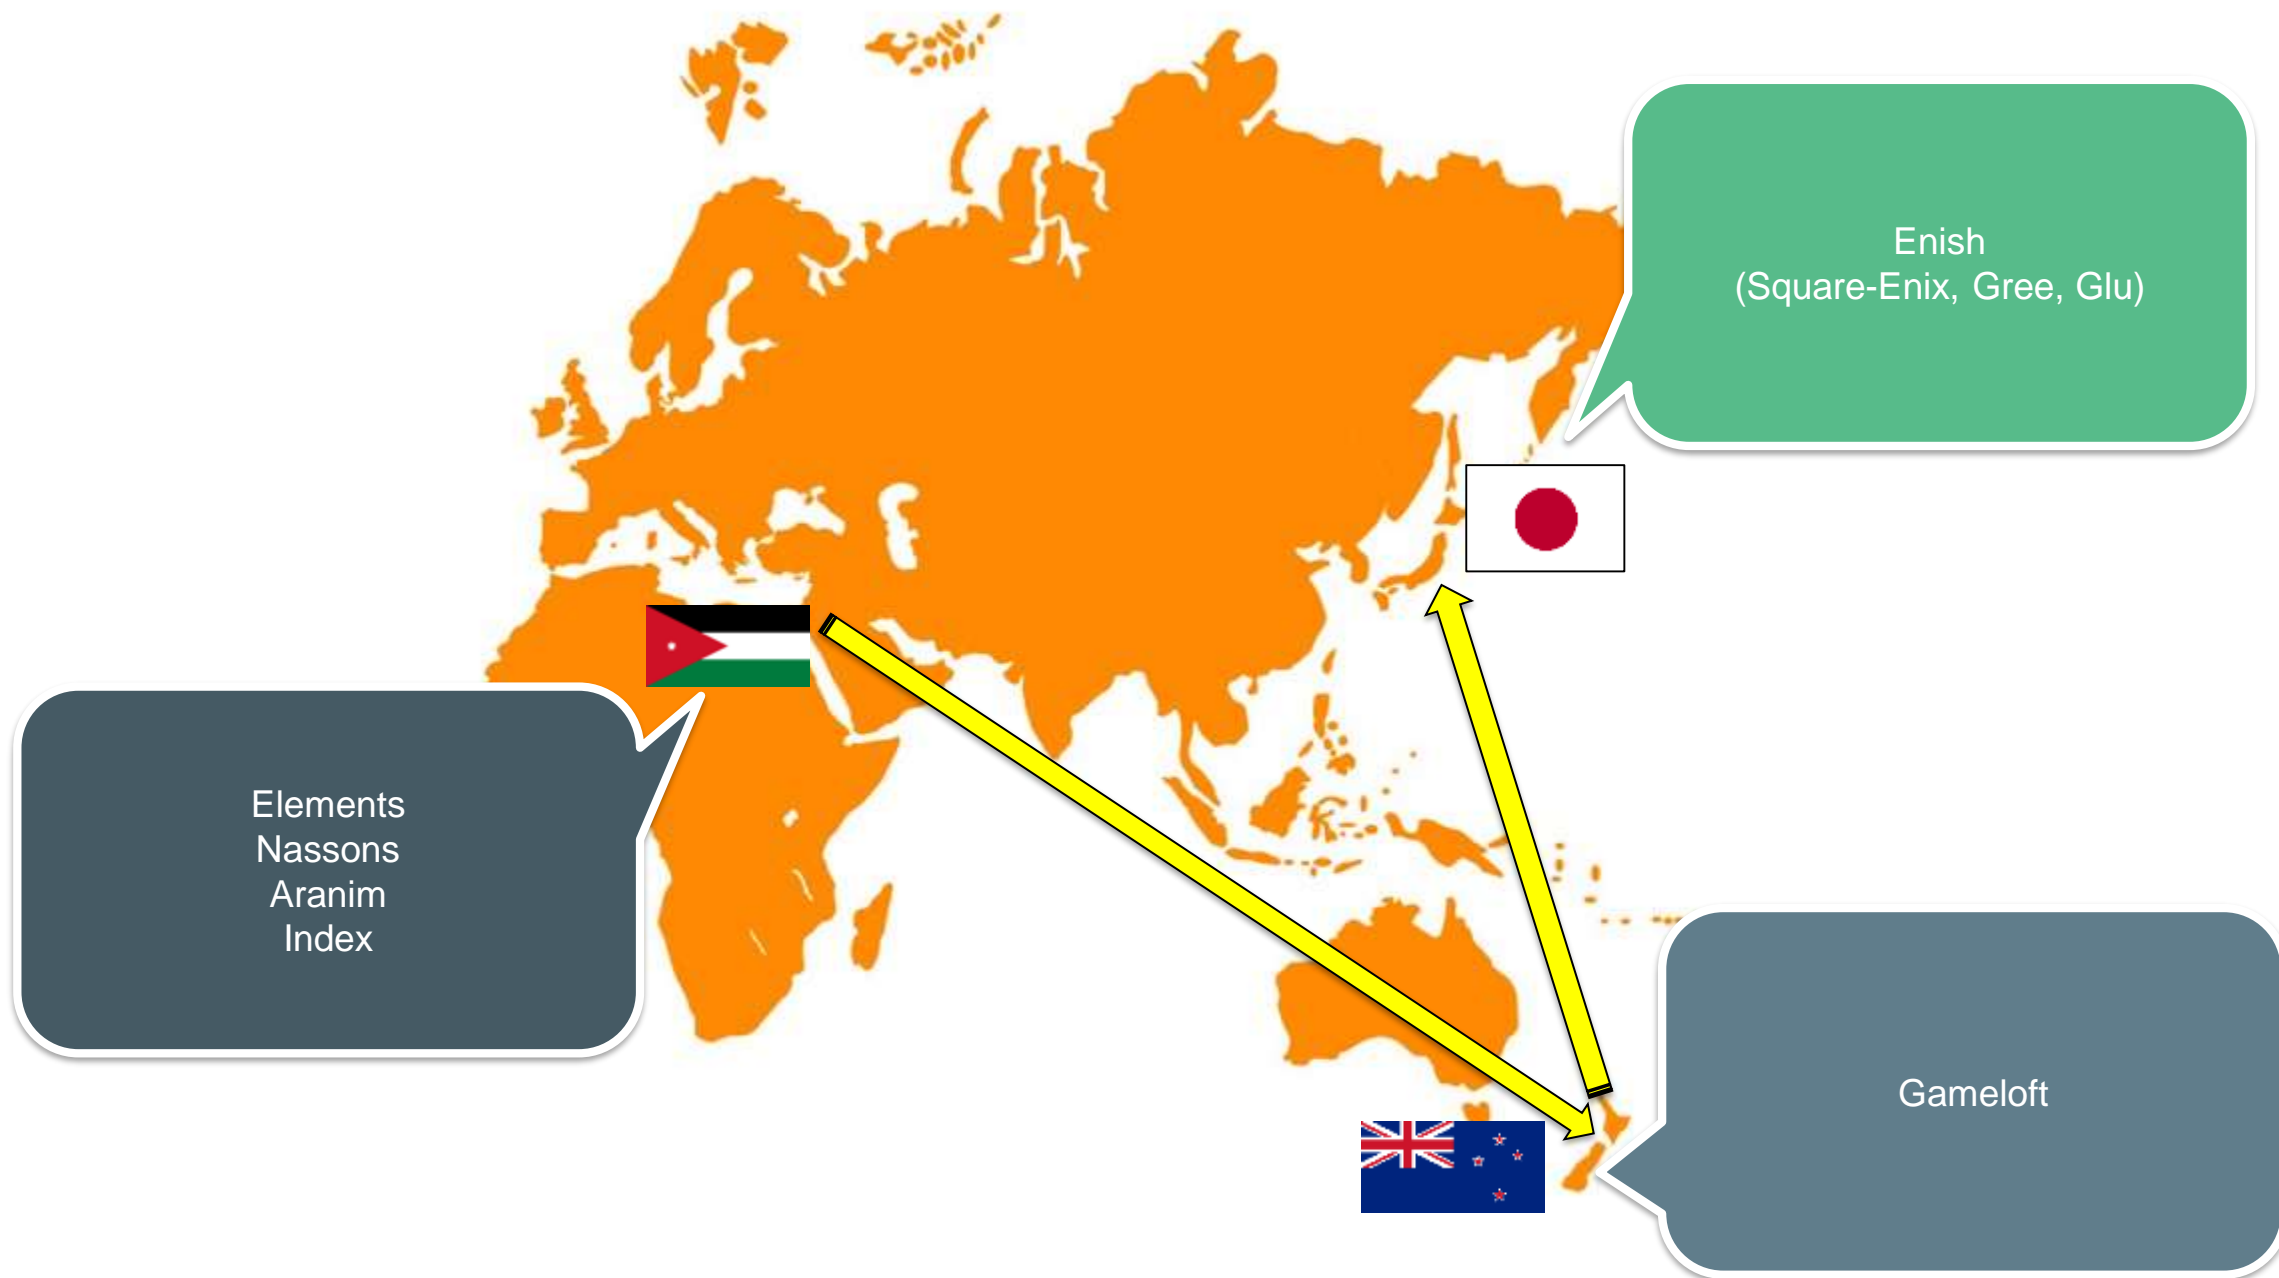 Enish
(Square-Enix, Gree, Glu)
Elements
Nassons
Aranim
Index
Gameloft